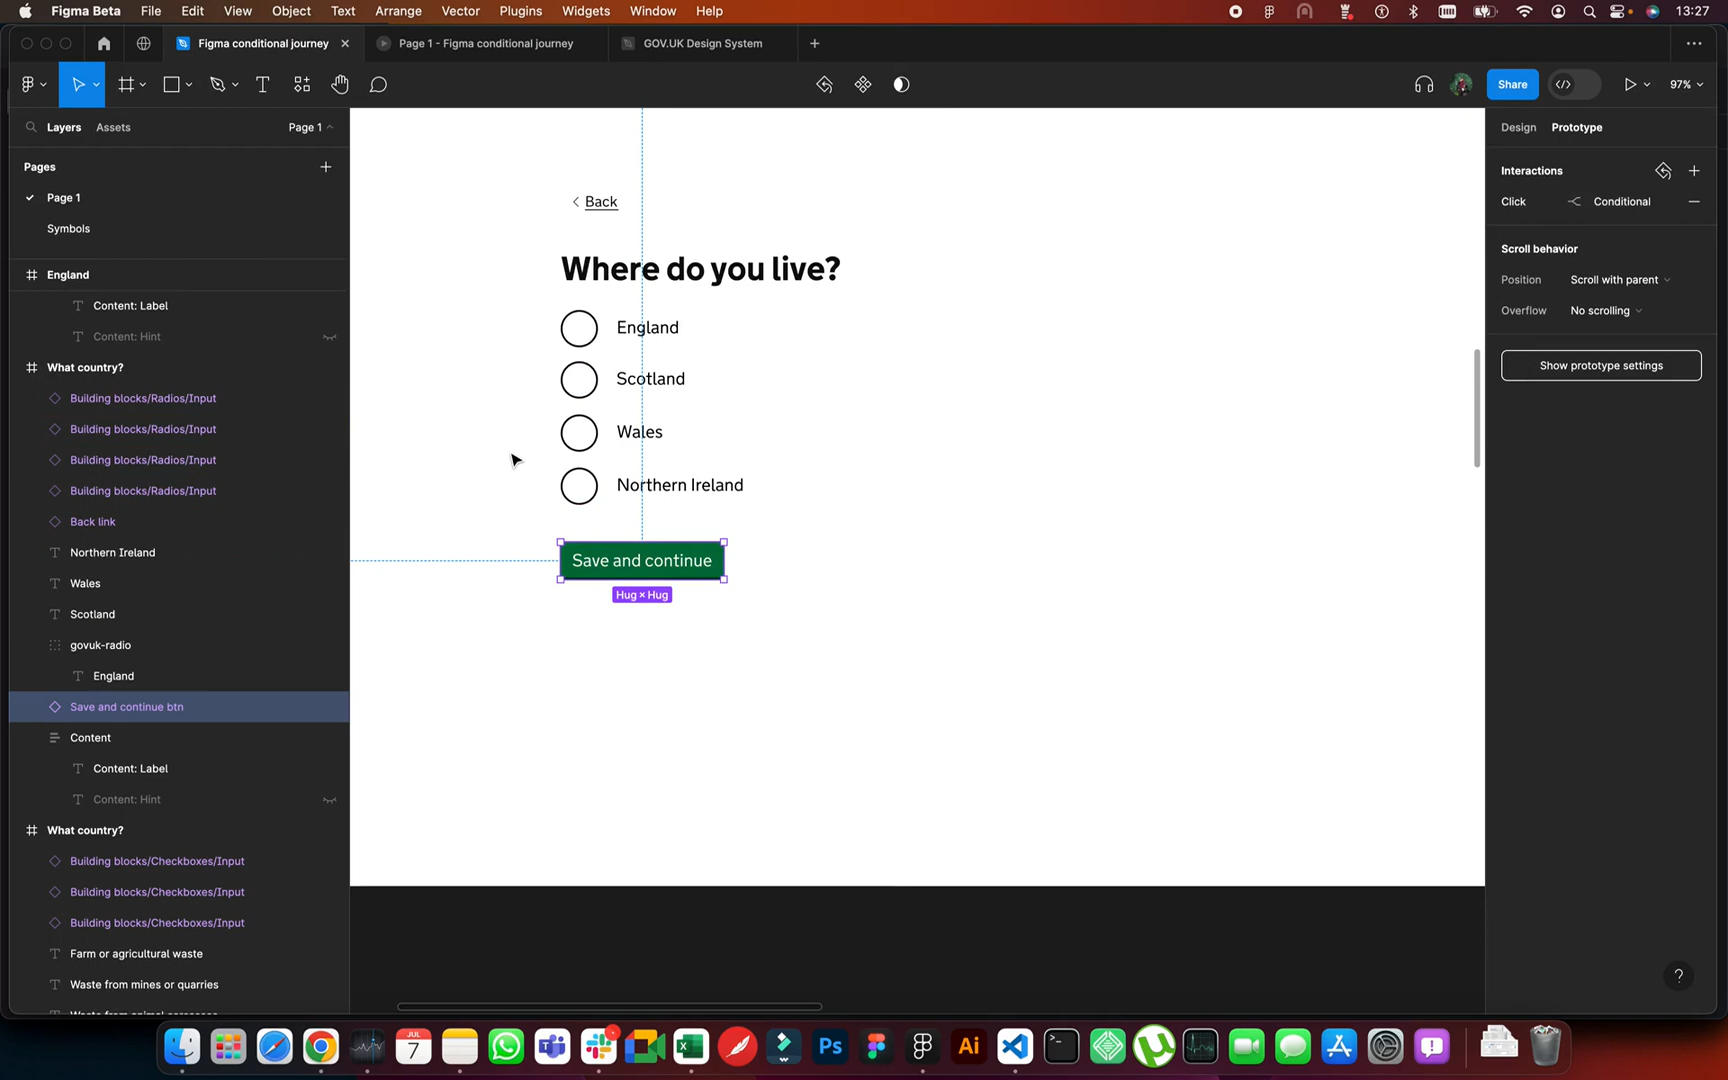 Figma Beta File Edit View Object Text Arrange Vector Plugins Widgets Window Help 13:27
Figma conditional journey Page 1 - Figma conditional journey GOV.UK Design System
Share 97%
Layers Assets Page 1
Pages
Page 1
Symbols
England
Content: Label
Content: Hint
What country?
Building blocks/Radios/Input
Building blocks/Radios/Input
Building blocks/Radios/Input
Building blocks/Radios/Input
Back link
Northern Ireland
Wales
Scotland
govuk-radio
England
Save and continue btn
Content
Content: Label
Content: Hint
What country?
Building blocks/Checkboxes/Input
Building blocks/Checkboxes/Input
Building blocks/Checkboxes/Input
Farm or agricultural waste
Waste from mines or quarries
Back
Where do you live?
England
Scotland
Wales
Northern Ireland
Save and continue
Hug × Hug
Design Prototype
Interactions
Click Conditional
Scroll behavior
Position Scroll with parent
Overflow No scrolling
Show prototype settings
?
JUL
7
Ps
Ai